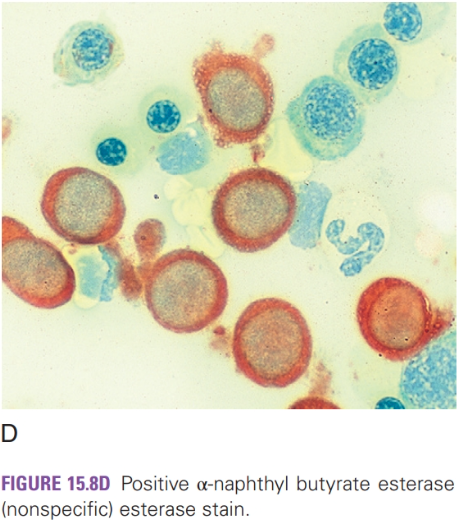 D
FIGURE 15.8D Positive α-naphthyl butyrate esterase
(nonspecific) esterase stain.